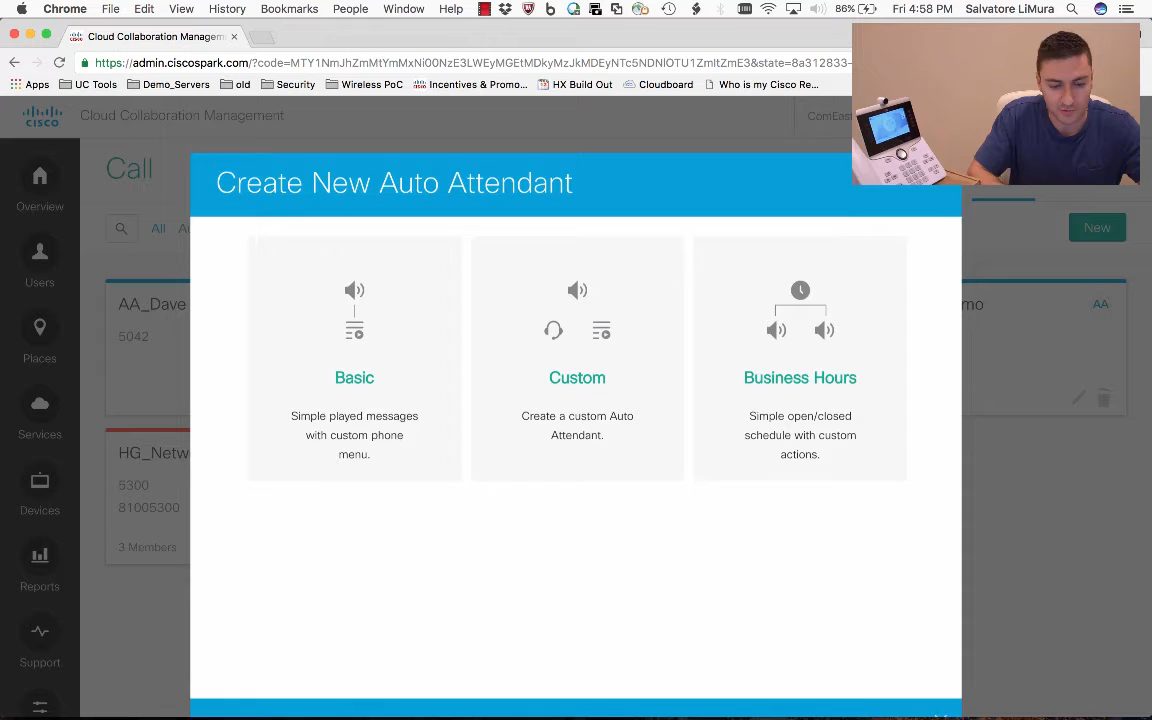 Chrome File Edit View History Bookmarks People Window Help 86% Fri 4:58 PM Salvatore LiMura
Cloud Collaboration Managem
https://admin.ciscospark.com/?code=MTY1NmJhZmMtYmMxNi00NzE3LWEyMGEtMDkyMzJkMDEyNTc5NDNlOTU1ZmItZmE3&state=8a312833-
Apps UC Tools Demo_Servers old Security Wireless PoC Incentives & Promo... HX Build Out Cloudboard Who is my Cisco Re...
CISCO Cloud Collaboration Management ComEast
Call
Create New Auto Attendant
Overview
All
New
Users
AA_Dave
5042
mo
AA
Places
Basic
Simple played messages
with custom phone
menu.
Custom
Create a custom Auto
Attendant.
Business Hours
Simple open/closed
schedule with custom
actions.
Services
HG_Netw
5300
81005300
3 Members
Devices
Reports
Support